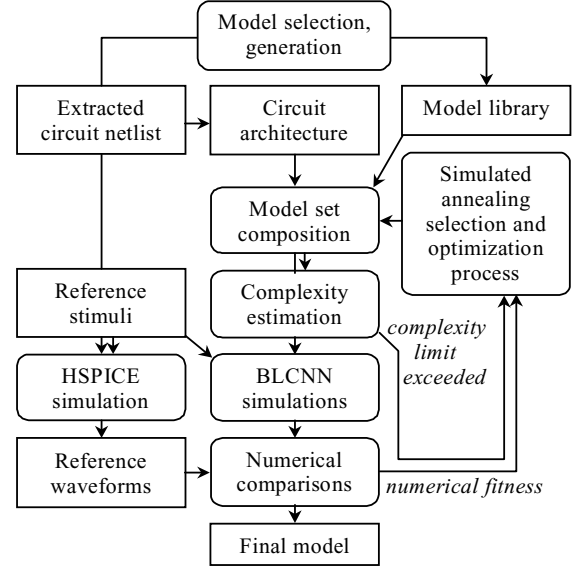 Model selection,
generation
Extracted
circuit netlist
Circuit
architecture
Model library
Simulated
annealing
selection and
optimization
process
Model set
composition
Reference
stimuli
Complexity
estimation
complexity
limit
exceeded
HSPICE
simulation
BLCNN
simulations
Reference
waveforms
Numerical
comparisons
numerical fitness
Final model